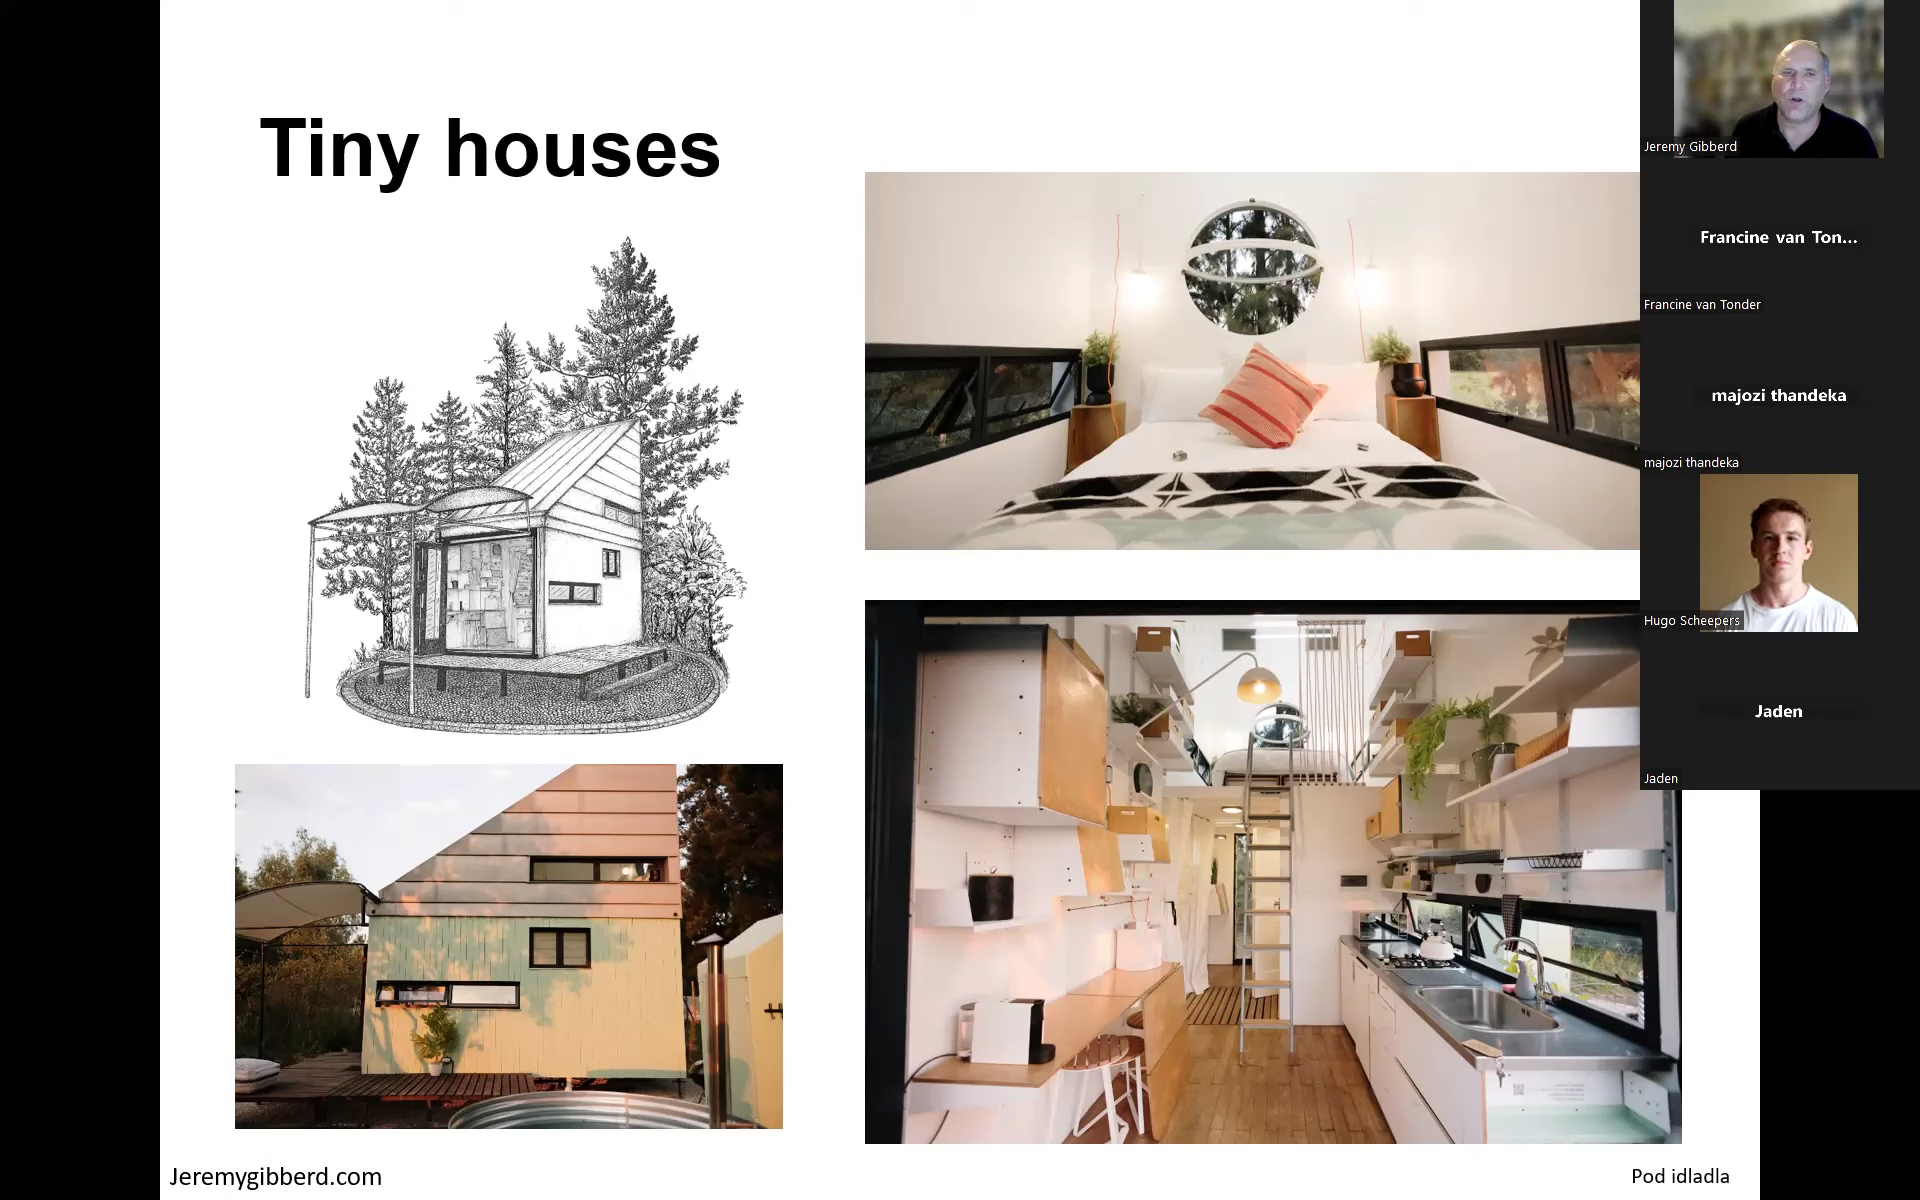 Tiny houses
Jeremygibberd.com
Pod idladla
Jeremy Gibberd
Francine van Ton...
Francine van Tonder
majozi thandeka
majozi thandeka
Hugo Scheepers
Jaden
Jaden